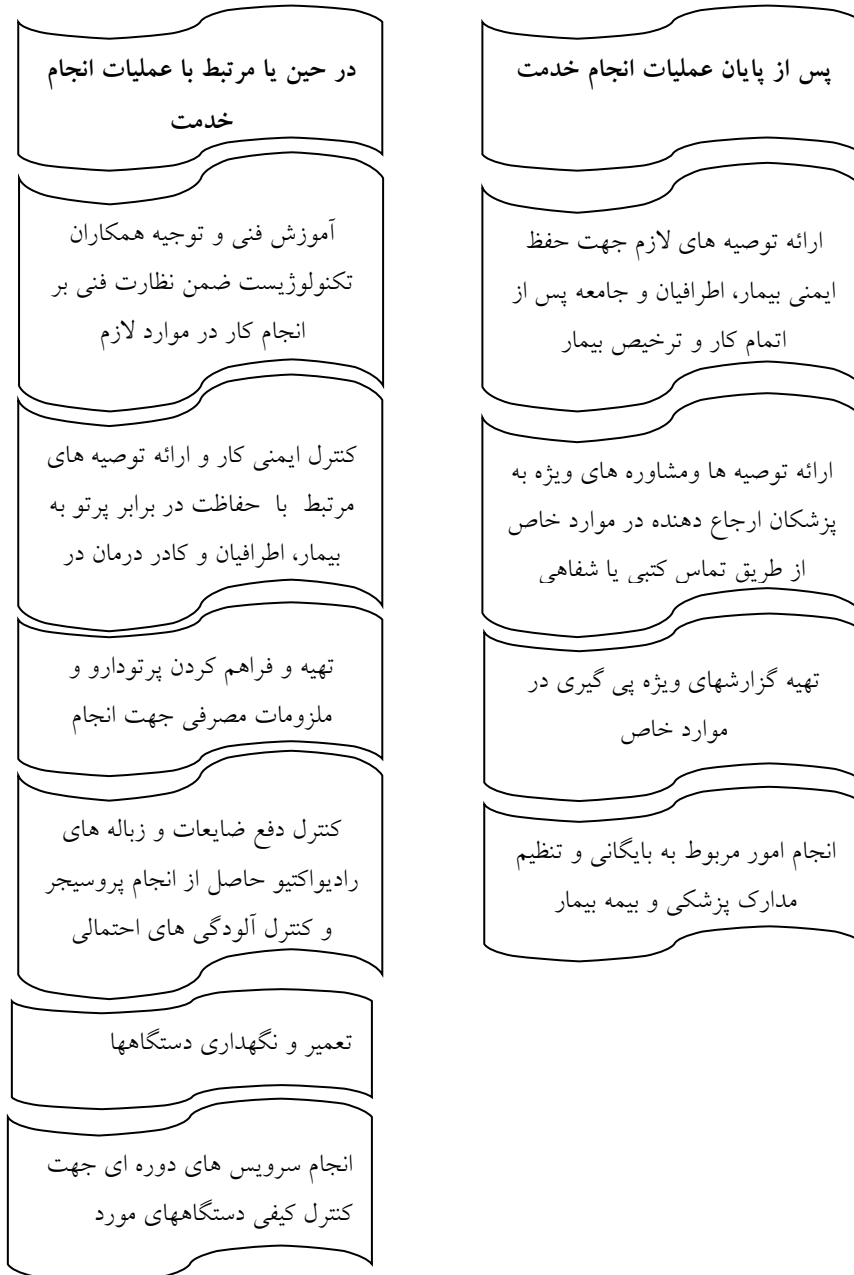 پس از پایان عملیات انجام خدمت
ارائه توصیه های لازم جهت حفظ
ایمنی بیمار، اطرافیان و جامعه پس از
اتمام کار و ترخیص بیمار
ارائه توصیه ها ومشاوره های ویژه به
پزشکان ارجاع دهنده در موارد خاص
از طریق تماس کتبی یا شفاهی
تهیه گزارشهای ویژه پی گیری در
موارد خاص
انجام امور مربوط به بایگانی و تنظیم
مدارک پزشکی و بیمه بیمار
در حین یا مرتبط با عملیات انجام
خدمت
آموزش فنی و توجیه همکاران
تکنولوژیست ضمن نظارت فنی بر
انجام کار در موارد لازم
کنترل ایمنی کار و ارائه توصیه های
مرتبط با حفاظت در برابر پرتو به
بیمار، اطرافیان و کادر درمان در
تهیه و فراهم کردن پرتودارو و
ملزومات مصرفی جهت انجام
کنترل دفع ضایعات و زباله های
رادیواکتیو حاصل از انجام پروسیجر
و کنترل آلودگی های احتمالی
تعمیر و نگهداری دستگاهها
انجام سرویس های دوره ای جهت
کنترل کیفی دستگاههای مورد